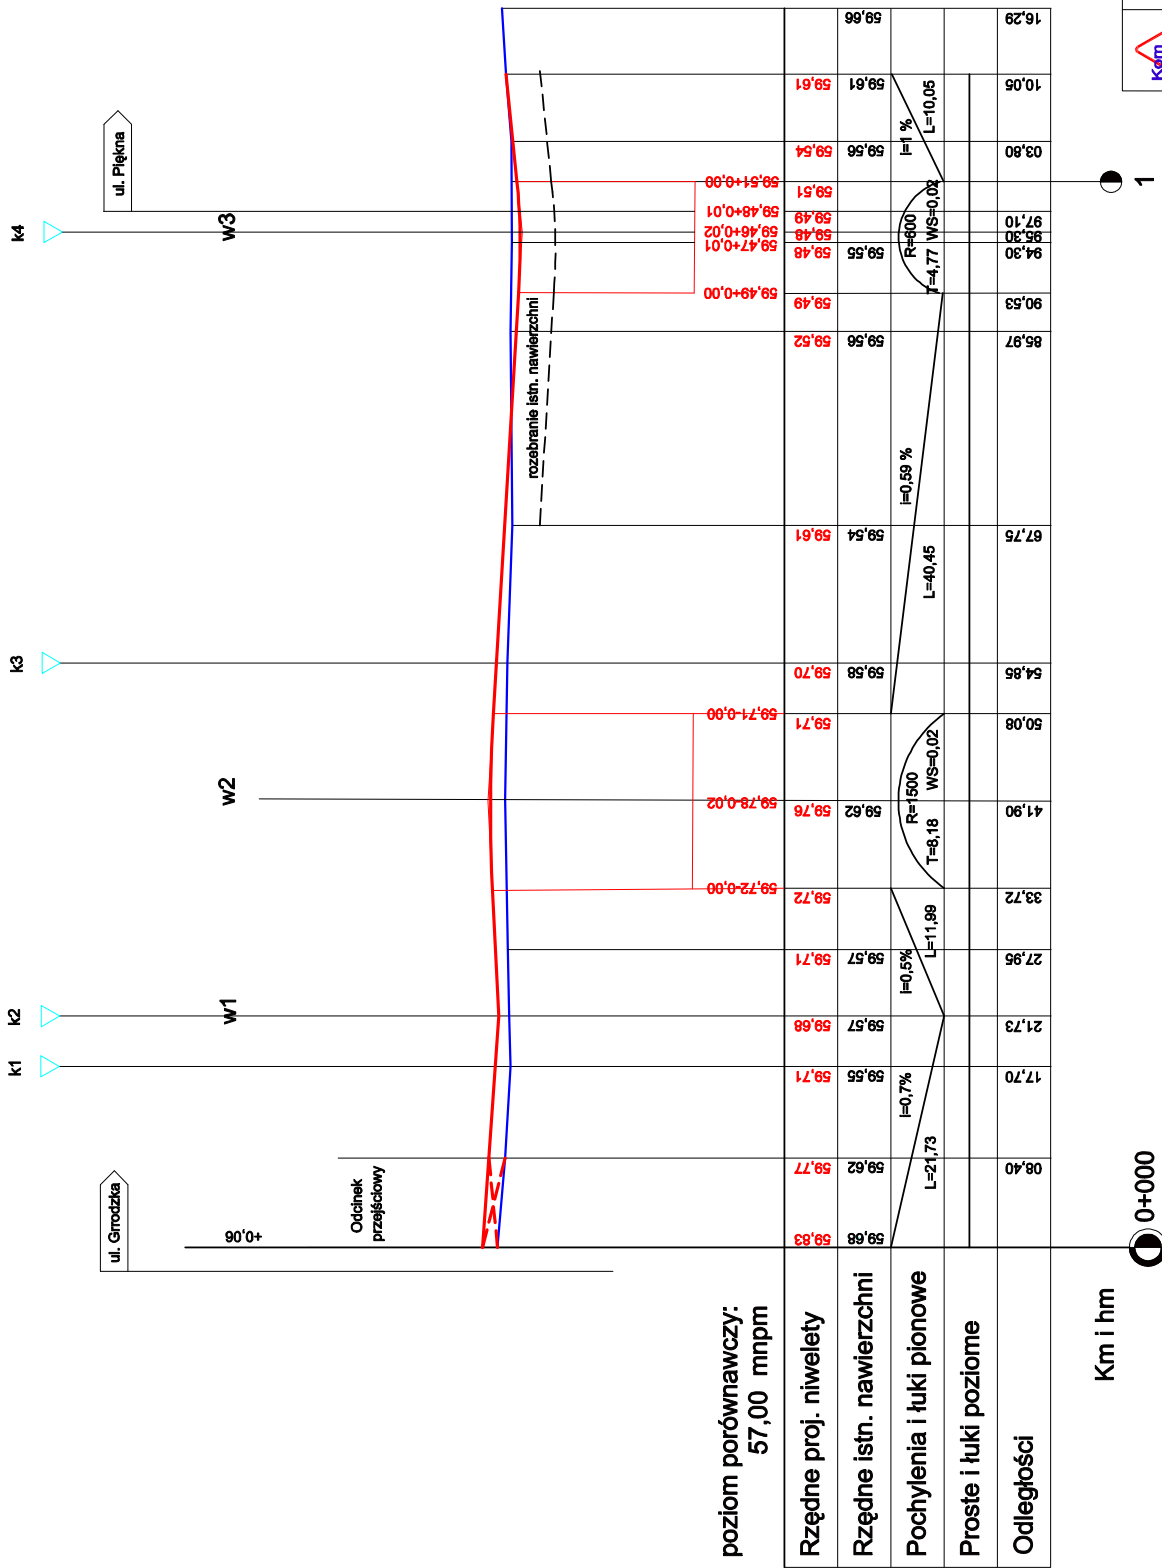 k1
k2
k3
k4
ul. Grrodzka
ul. Piękna
w1
w2
w3
+0,06
Odcinek
przejściowy
rozebranie istn. nawierzchni
poziom porównawczy:
57,00 mnpm
59,72-0,00
59,78-0,02
59,71-0,00
59,49+0,00
59,47+0,01
59,46+0,02
59,48+0,01
59,51+0,00
Rzędne proj. niwelety
59,83
59,77
59,71
59,68
59,71
59,72
59,76
59,71
59,70
59,61
59,52
59,49
59,48
59,48
59,49
59,51
59,54
59,61
Rzędne istn. nawierzchni
59,68
59,62
59,55
59,57
59,57
59,62
59,58
59,54
59,56
59,55
59,56
59,61
59,66
Pochylenia i łuki pionowe
L=21,73
i=0,7%
i=0,5%
L=11,99
R=1500
T=8,18 WS=0,02
L=40,45
i=0,59 %
R=600
T=4,77 WS=0,02
i=1 %
L=10,05
Proste i łuki poziome
Odległości
08,40
17,70
21,73
27,95
33,72
41,90
50,08
54,85
67,75
85,97
90,53
94,30
95,30
97,10
03,80
10,05
16,29
Km i hm
0+000
1